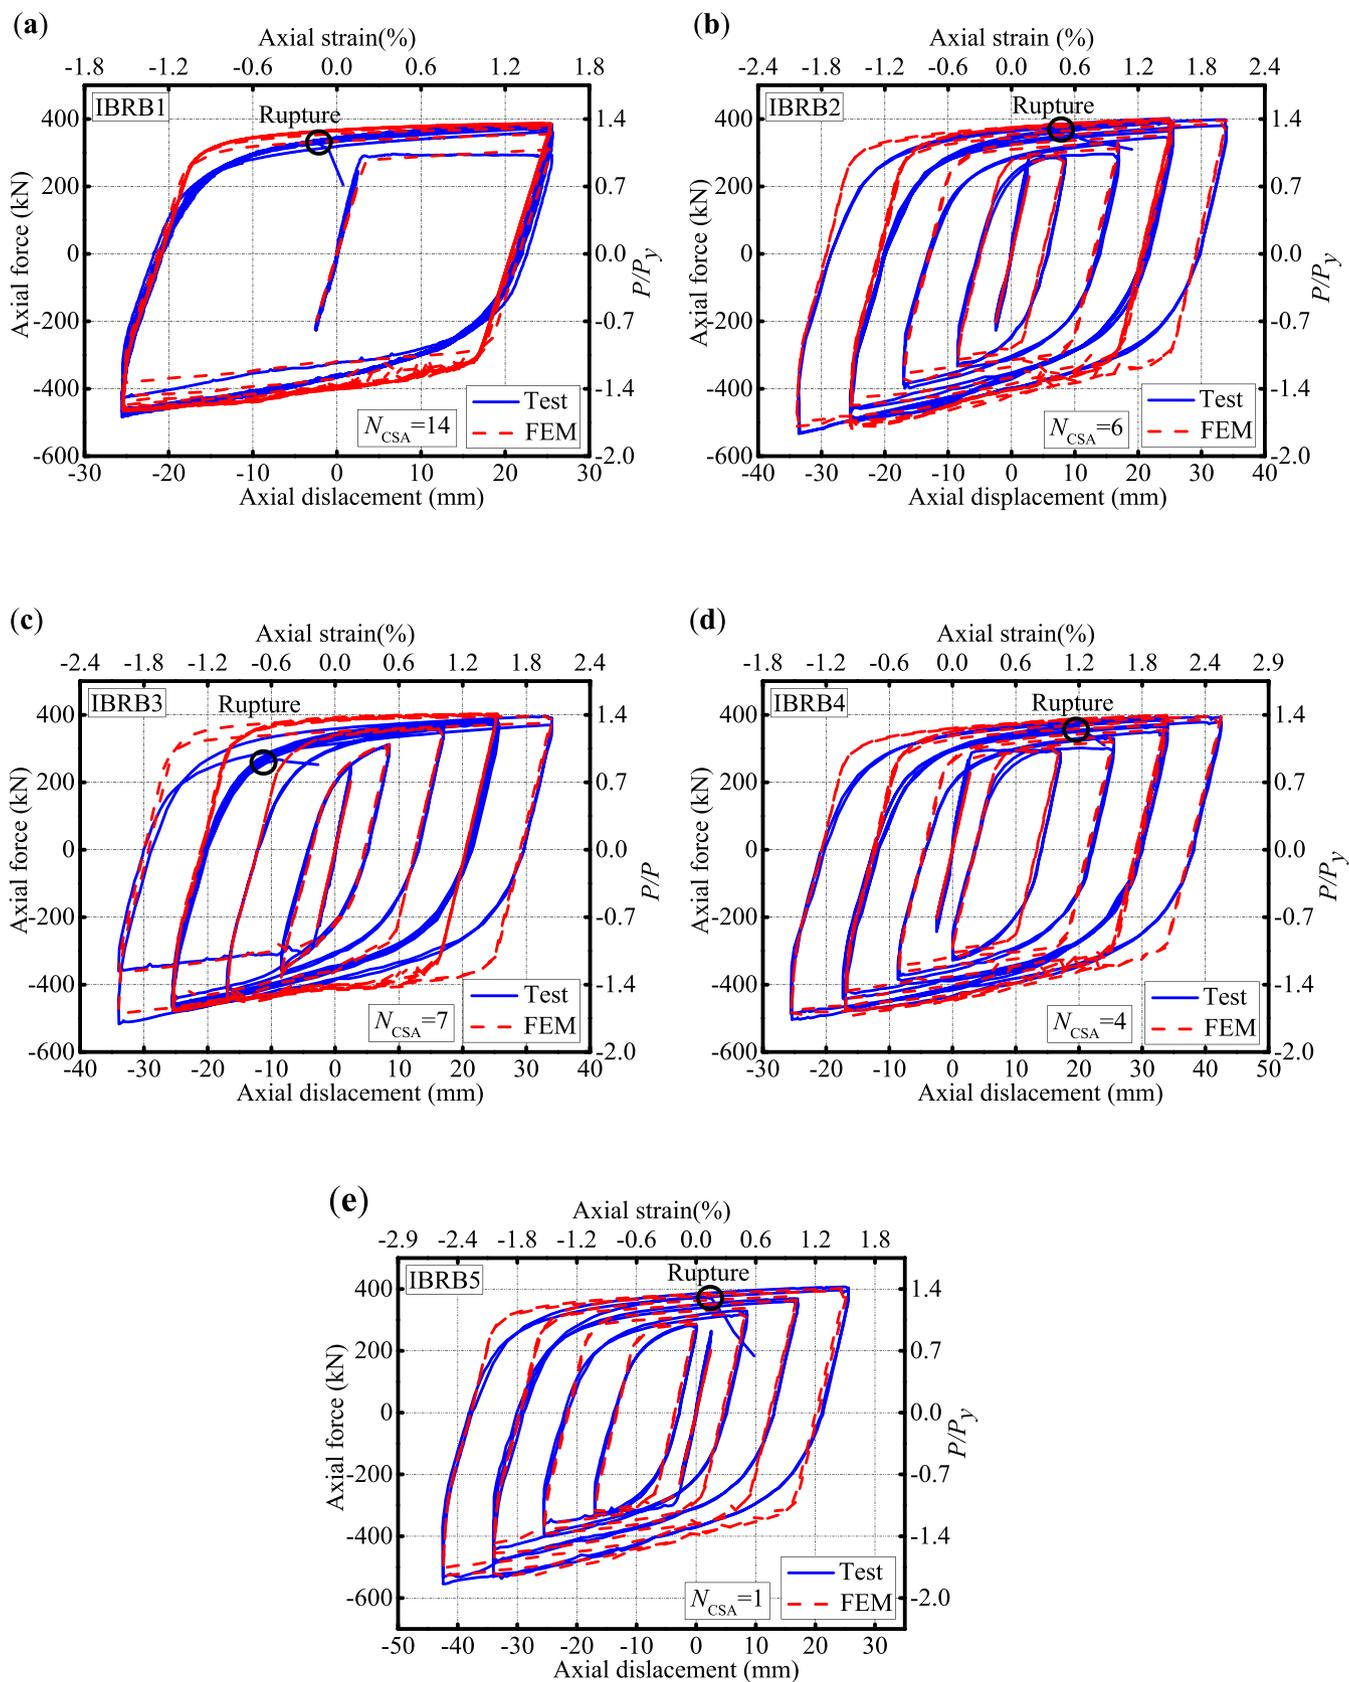 (a)
Axial strain(%)
-1.8 -1.2 -0.6 0.0 0.6 1.2 1.8
IBRB1
Rupture
400
200
0
-200
-400
-600
Axial force (kN)
1.4
0.7
0.0
-0.7
-1.4
-2.0
P/Py
Test
FEM
NCSA=14
-30 -20 -10 0 10 20 30
Axial dislacement (mm)
(b)
Axial strain (%)
-2.4 -1.8 -1.2 -0.6 0.0 0.6 1.2 1.8 2.4
IBRB2
Rupture
400
200
0
-200
-400
-600
Axial force (kN)
1.4
0.7
0.0
-0.7
-1.4
-2.0
P/Py
Test
FEM
NCSA=6
-40 -30 -20 -10 0 10 20 30 40
Axial displacement (mm)
(c)
Axial strain(%)
-2.4 -1.8 -1.2 -0.6 0.0 0.6 1.2 1.8 2.4
IBRB3
Rupture
400
200
0
-200
-400
-600
Axial force (kN)
1.4
0.7
0.0
-0.7
-1.4
-2.0
P/P
Test
FEM
NCSA=7
-40 -30 -20 -10 0 10 20 30 40
Axial dislacement (mm)
(d)
Axial strain(%)
-1.8 -1.2 -0.6 0.0 0.6 1.2 1.8 2.4 2.9
IBRB4
Rupture
400
200
0
-200
-400
-600
Axial force (kN)
1.4
0.7
0.0
-0.7
-1.4
-2.0
P/Py
Test
FEM
NCSA=4
-30 -20 -10 0 10 20 30 40 50
Axial dislacement (mm)
(e)
Axial strain(%)
-2.9 -2.4 -1.8 -1.2 -0.6 0.0 0.6 1.2 1.8
IBRB5
Rupture
400
200
0
-200
-400
-600
Axial force (kN)
1.4
0.7
0.0
-0.7
-1.4
-2.0
P/Py
Test
FEM
NCSA=1
-50 -40 -30 -20 -10 0 10 20 30
Axial dislacement (mm)